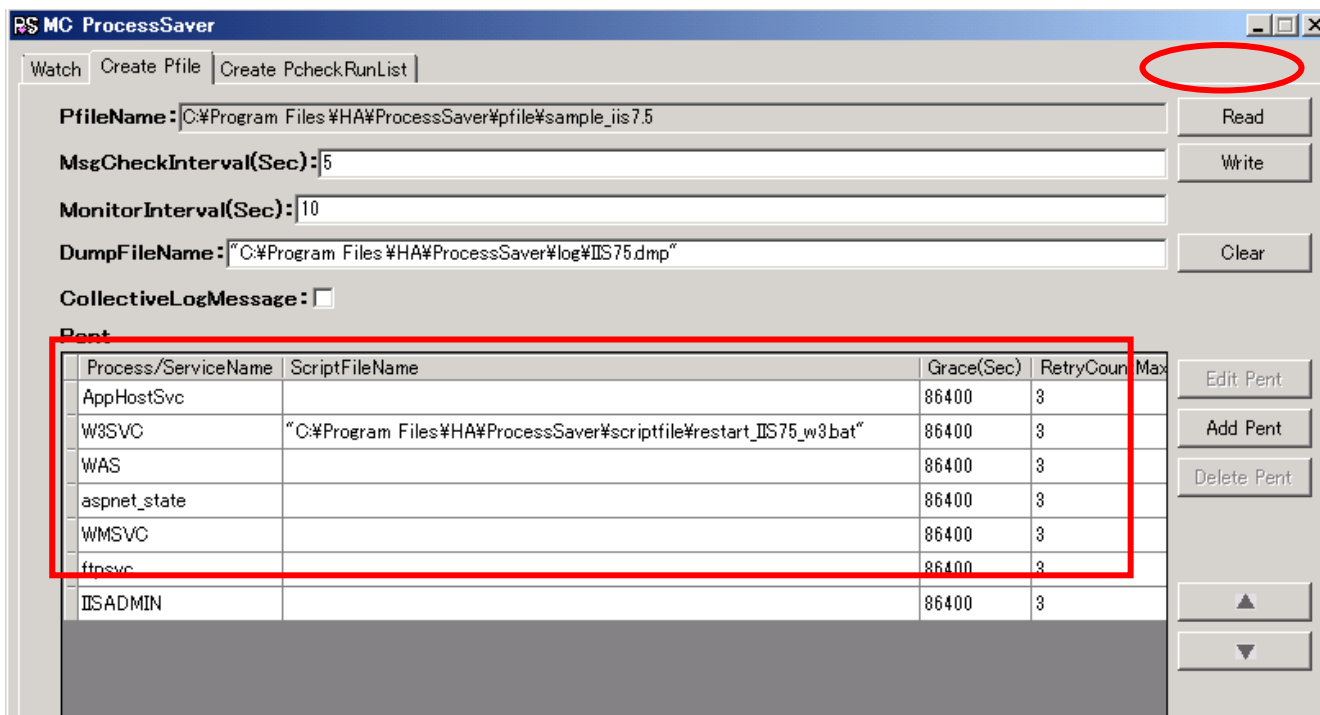 PS MC ProcessSaver
Watch Create Pfile Create PcheckRunList
PfileName: C:¥Program Files¥HA¥ProcessSaver¥pfile¥sample_iis7.5 Read
MsgCheckInterval(Sec): 5 Write
MonitorInterval(Sec): 10
DumpFileName: "C:¥Program Files¥HA¥ProcessSaver¥log¥IIS75.dmp" Clear
CollectiveLogMessage:
Pent
Process/ServiceName ScriptFileName Grace(Sec) RetryCoun Max
Edit Pent
AppHostSvc 86400 3
W3SVC "C:¥Program Files¥HA¥ProcessSaver¥scriptfile¥restart_IIS75_w3.bat" 86400 3 Add Pent
WAS 86400 3
Delete Pent
aspnet_state 86400 3
WMSVC 86400 3
ftpsvc 86400 3
IISADMIN 86400 3